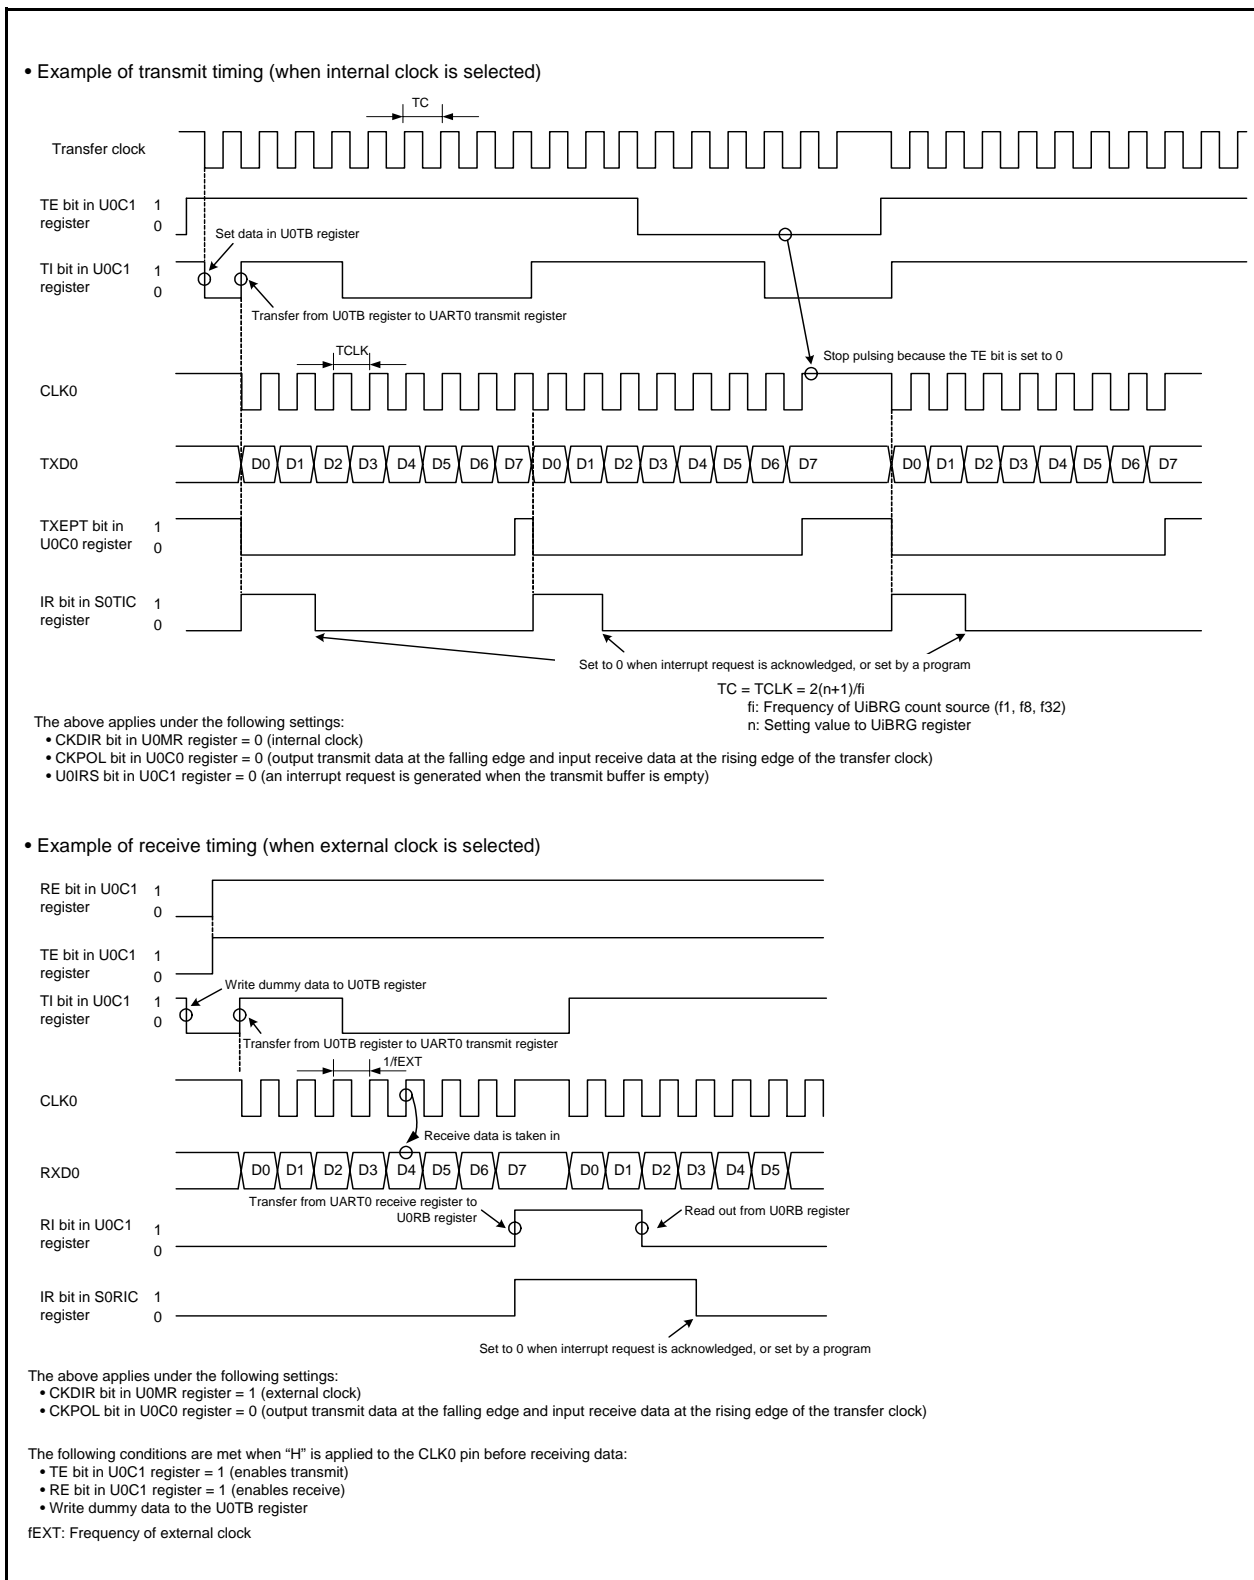 • Example of transmit timing (when internal clock is selected)
TC
Transfer clock
TE bit in U0C1 register
1
0
Set data in U0TB register
TI bit in U0C1 register
1
0
Transfer from U0TB register to UART0 transmit register
TCLK
Stop pulsing because the TE bit is set to 0
CLK0
TXD0
D0 D1 D2 D3 D4 D5 D6 D7 D0 D1 D2 D3 D4 D5 D6 D7 D0 D1 D2 D3 D4 D5 D6 D7
TXEPT bit in U0C0 register
1
0
IR bit in S0TIC register
1
0
Set to 0 when interrupt request is acknowledged, or set by a program
TC = TCLK = 2(n+1)/fi
fi: Frequency of UiBRG count source (f1, f8, f32)
n: Setting value to UiBRG register
The above applies under the following settings:
• CKDIR bit in U0MR register = 0 (internal clock)
• CKPOL bit in U0C0 register = 0 (output transmit data at the falling edge and input receive data at the rising edge of the transfer clock)
• U0IRS bit in U0C1 register = 0 (an interrupt request is generated when the transmit buffer is empty)
• Example of receive timing (when external clock is selected)
RE bit in U0C1 register
1
0
TE bit in U0C1 register
1
0
Write dummy data to U0TB register
TI bit in U0C1 register
1
0
Transfer from U0TB register to UART0 transmit register
1/fEXT
CLK0
Receive data is taken in
RXD0
D0 D1 D2 D3 D4 D5 D6 D7 D0 D1 D2 D3 D4 D5
Transfer from UART0 receive register to
U0RB register
Read out from U0RB register
RI bit in U0C1 register
1
0
IR bit in S0RIC register
1
0
Set to 0 when interrupt request is acknowledged, or set by a program
The above applies under the following settings:
• CKDIR bit in U0MR register = 1 (external clock)
• CKPOL bit in U0C0 register = 0 (output transmit data at the falling edge and input receive data at the rising edge of the transfer clock)
The following conditions are met when “H” is applied to the CLK0 pin before receiving data:
• TE bit in U0C1 register = 1 (enables transmit)
• RE bit in U0C1 register = 1 (enables receive)
• Write dummy data to the U0TB register
fEXT: Frequency of external clock